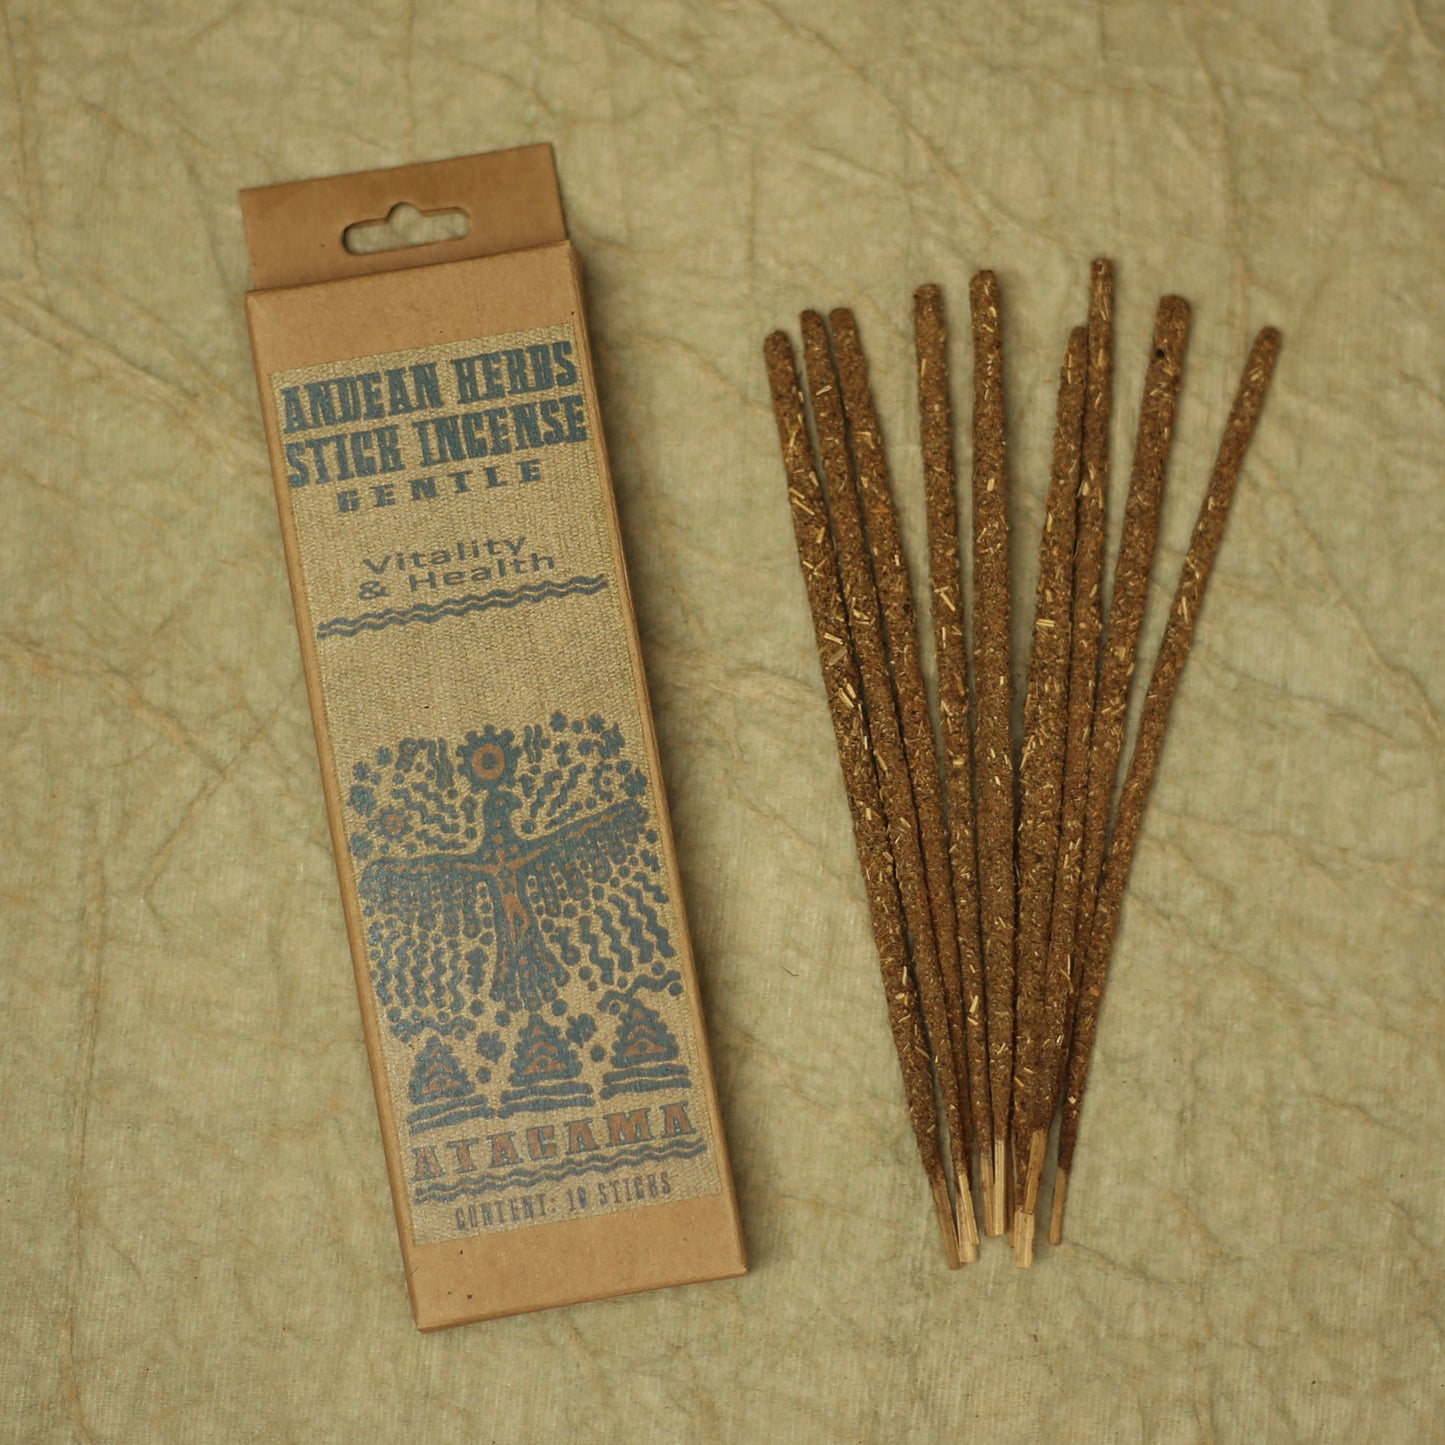 ANDEAN HERBS
STICK INCENSE
GENTLE
Vitality
& Health
ATACAMA
CONTENT: 10 STICKS